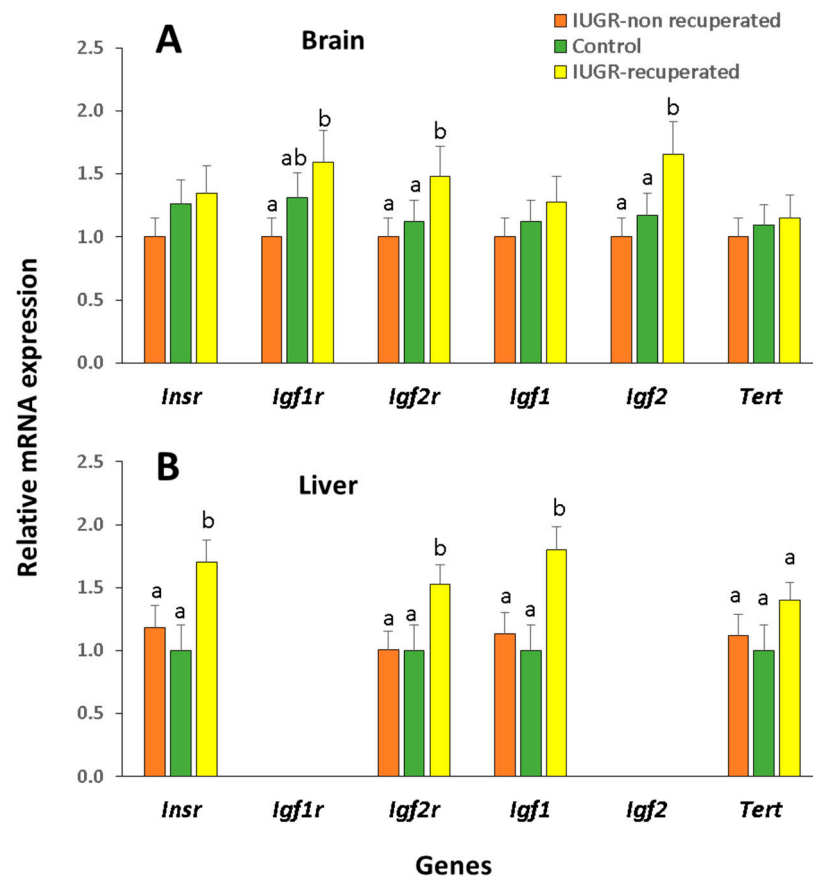 IUGR-non recuperated
Control
IUGR-recuperated
A
Brain
2.5
2.0
1.5
1.0
0.5
0.0
a
ab
b
a
a
b
a
a
b
Insr
Igf1r
Igf2r
Igf1
Igf2
Tert
Relative mRNA expression
B
Liver
2.5
2.0
1.5
1.0
0.5
0.0
a
a
b
a
a
b
a
a
b
a
a
a
Insr
Igf1r
Igf2r
Igf1
Igf2
Tert
Genes